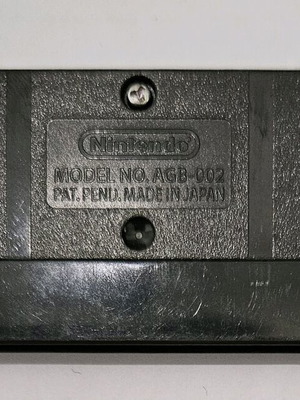 Nintendo
MODEL NO. AGB-002
PAT. PEND. MADE IN JAPAN